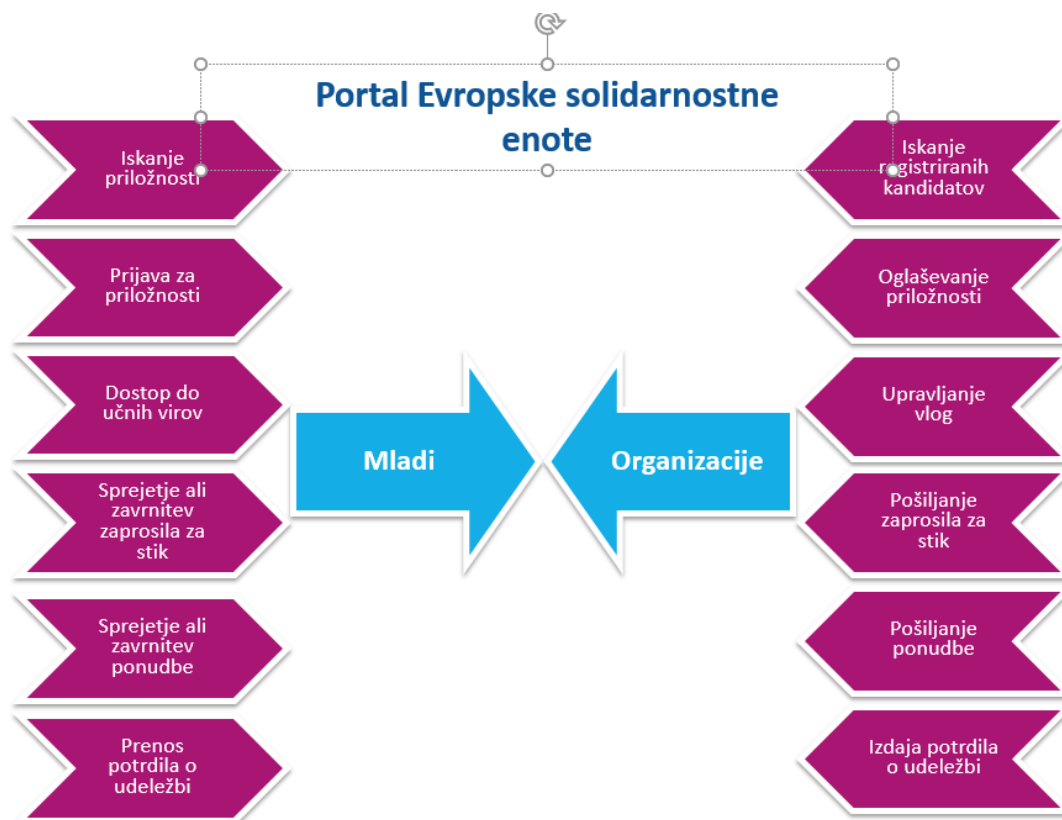 Portal Evropske solidarnostne
enote
Iskanje
priložnosti
Prijava za
priložnosti
Dostop do
učnih virov
Sprejetje ali
zavrnitev
zaprosila za
stik
Sprejetje ali
zavrnitev
ponudbe
Prenos
potrdila o
udeležbi
Mladi
Organizacije
Iskanje
registriranih
kandidatov
Oglaševanje
priložnosti
Upravljanje
vlog
Pošiljanje
zaprosila za
stik
Pošiljanje
ponudbe
Izdaja potrdila
o udeležbi